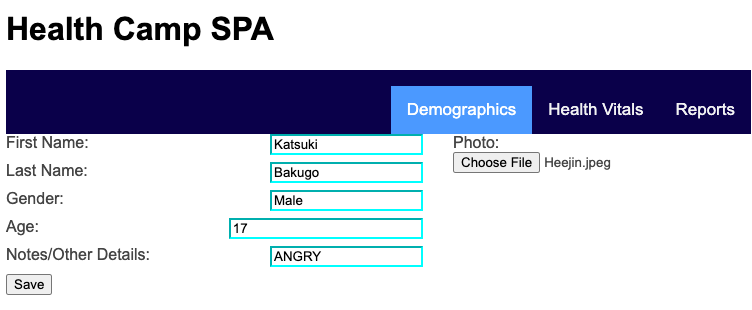 Health Camp SPA
Demographics Health Vitals Reports
First Name: Katsuki
Last Name: Bakugo
Gender: Male
Age: 17
Notes/Other Details: ANGRY
Save
Photo:
Choose File Heejin.jpeg